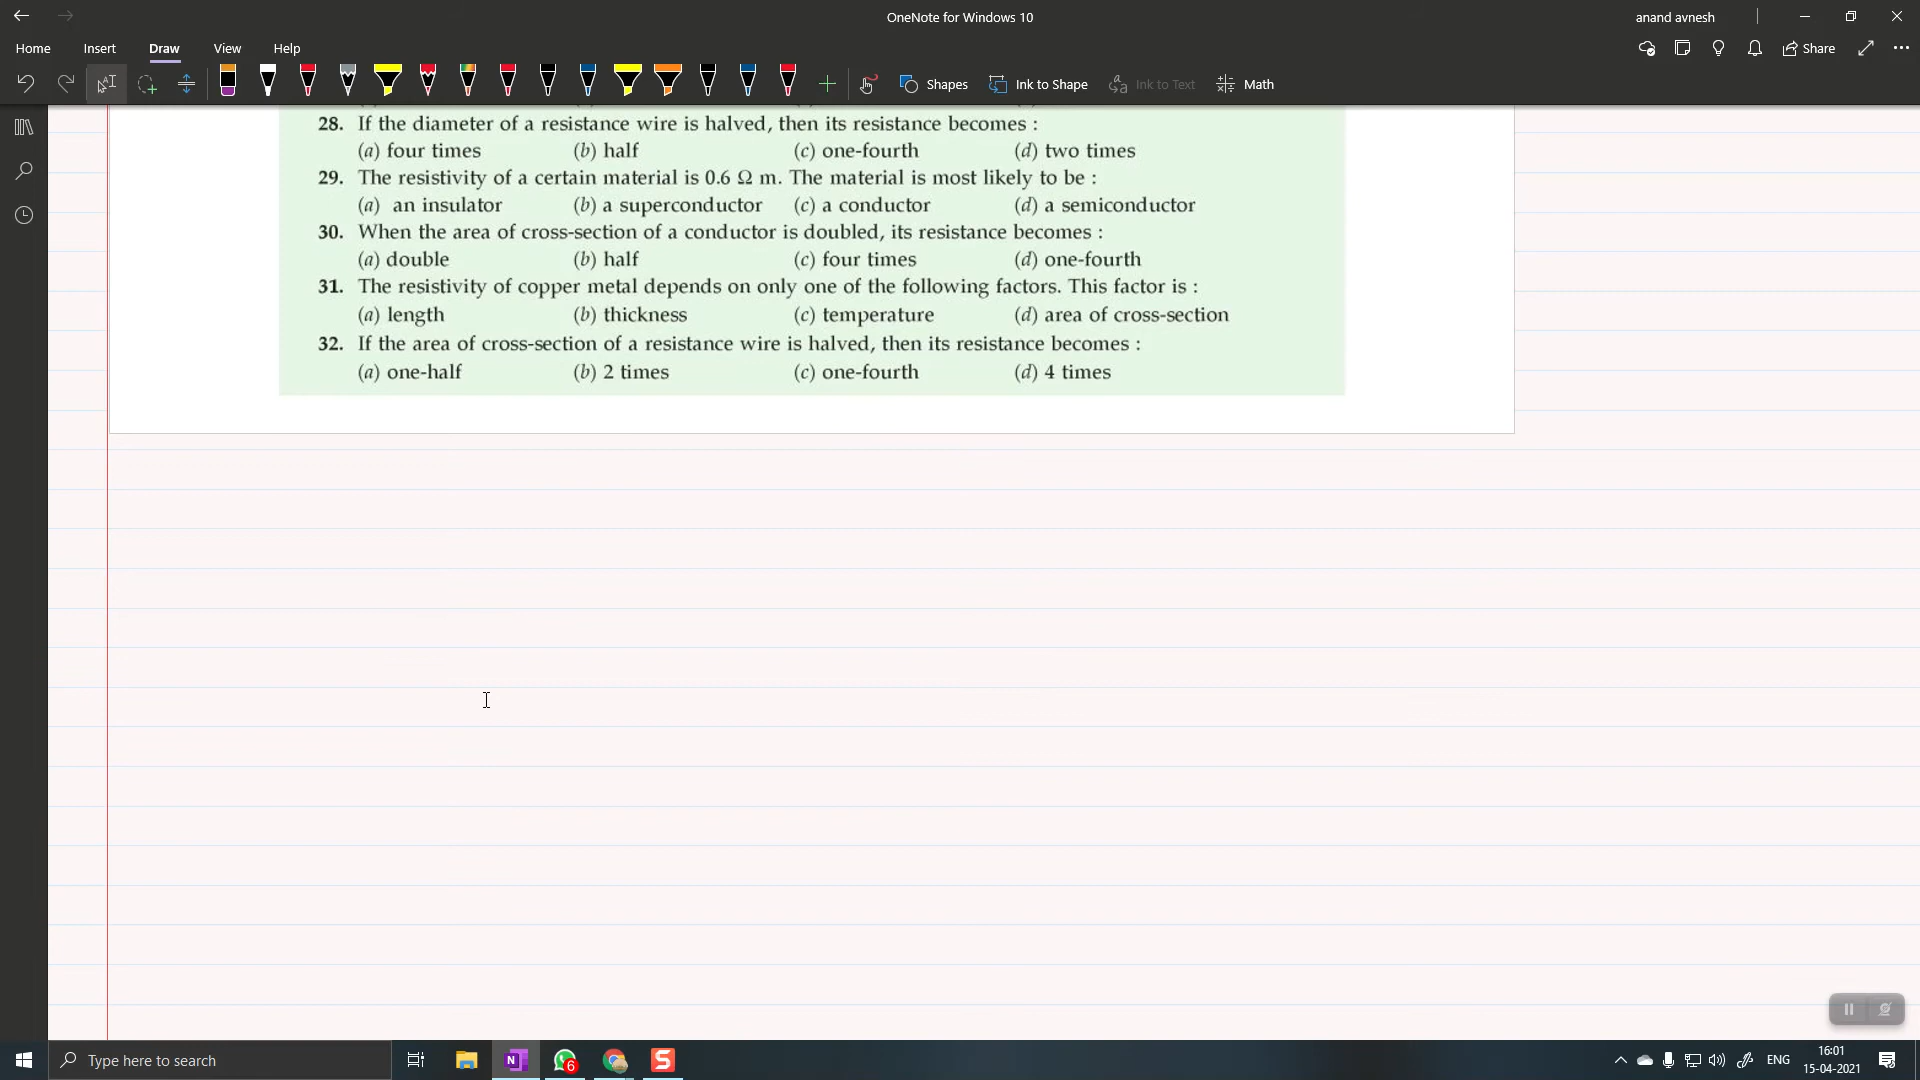 OneNote for Windows 10
anand avnesh
Home Insert Draw View Help
Share
Shapes Ink to Shape Ink to Text Math
28. If the diameter of a resistance wire is halved, then its resistance becomes :
(a) four times (b) half (c) one-fourth (d) two times
29. The resistivity of a certain material is 0.6 Ω m. The material is most likely to be :
(a) an insulator (b) a superconductor (c) a conductor (d) a semiconductor
30. When the area of cross-section of a conductor is doubled, its resistance becomes :
(a) double (b) half (c) four times (d) one-fourth
31. The resistivity of copper metal depends on only one of the following factors. This factor is :
(a) length (b) thickness (c) temperature (d) area of cross-section
32. If the area of cross-section of a resistance wire is halved, then its resistance becomes :
(a) one-half (b) 2 times (c) one-fourth (d) 4 times
Type here to search
N
6
S
ENG
16:01
15-04-2021